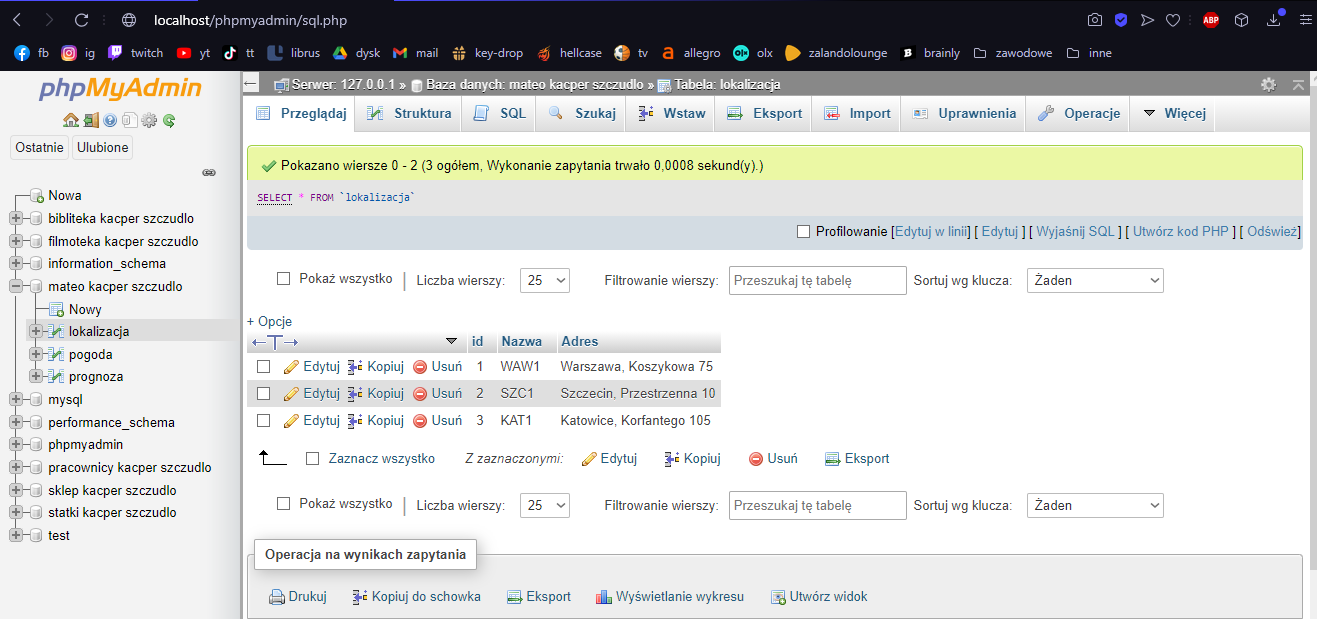 localhost/phpmyadmin/sql.php
ABP
fb ig twitch yt tt librus dysk mail key-drop hellcase tv allegro olx zalandolounge brainly zawodowe inne
phpMyAdmin
Ostatnie Ulubione
Nowa
bibliteka kacper szczudlo
filmoteka kacper szczudlo
information_schema
mateo kacper szczudlo
Nowy
lokalizacja
pogoda
prognoza
mysql
performance_schema
phpmyadmin
pracownicy kacper szczudlo
sklep kacper szczudlo
statki kacper szczudlo
test
Serwer: 127.0.0.1 » Baza danych: mateo kacper szczudlo » Tabela: lokalizacja
Przeglądaj Struktura SQL Szukaj Wstaw Eksport Import Uprawnienia Operacje Więcej
Pokazano wiersze 0 - 2 (3 ogółem, Wykonanie zapytania trwało 0,0008 sekund(y).)
SELECT * FROM `lokalizacja`
Profilowanie [Edytuj w linii] [ Edytuj ] [ Wyjaśnij SQL ] [ Utwórz kod PHP ] [ Odśwież]
Pokaż wszystko | Liczba wierszy: 25 Filtrowanie wierszy: Przeszukaj tę tabelę Sortuj wg klucza: Żaden
+ Opcje
←T→ id Nazwa Adres
Edytuj Kopiuj Usuń 1 WAW1 Warszawa, Koszykowa 75
Edytuj Kopiuj Usuń 2 SZC1 Szczecin, Przestrzenna 10
Edytuj Kopiuj Usuń 3 KAT1 Katowice, Korfantego 105
Zaznacz wszystko Z zaznaczonymi: Edytuj Kopiuj Usuń Eksport
Pokaż wszystko | Liczba wierszy: 25 Filtrowanie wierszy: Przeszukaj tę tabelę Sortuj wg klucza: Żaden
Operacja na wynikach zapytania
Drukuj Kopiuj do schowka Eksport Wyświetlanie wykresu Utwórz widok